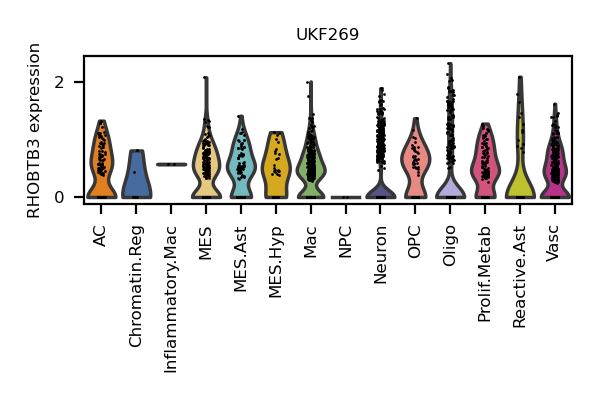 UKF269
RHOBTB3 expression
2
0
AC
Chromatin.Reg
Inflammatory.Mac
MES
MES.Ast
MES.Hyp
Mac
NPC
Neuron
OPC
Oligo
Prolif.Metab
Reactive.Ast
Vasc